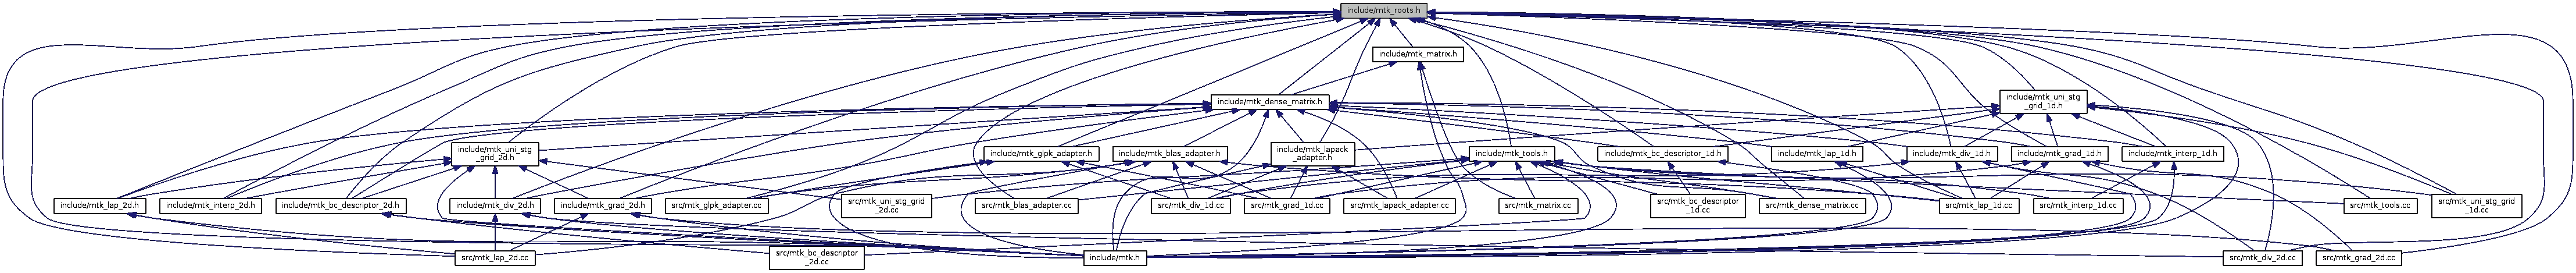 include/mtk_roots.h
include/mtk_matrix.h
include/mtk_dense_matrix.h
include/mtk_uni_stg
_grid_1d.h
include/mtk_uni_stg
_grid_2d.h
include/mtk_glpk_adapter.h
include/mtk_blas_adapter.h
include/mtk_lapack
_adapter.h
include/mtk_tools.h
include/mtk_bc_descriptor_1d.h
include/mtk_lap_1d.h
include/mtk_div_1d.h
include/mtk_grad_1d.h
include/mtk_interp_1d.h
include/mtk_lap_2d.h
include/mtk_interp_2d.h
include/mtk_bc_descriptor_2d.h
include/mtk_div_2d.h
include/mtk_grad_2d.h
src/mtk_glpk_adapter.cc
src/mtk_uni_stg_grid
_2d.cc
src/mtk_blas_adapter.cc
src/mtk_div_1d.cc
src/mtk_grad_1d.cc
src/mtk_lapack_adapter.cc
src/mtk_matrix.cc
src/mtk_bc_descriptor
_1d.cc
src/mtk_dense_matrix.cc
src/mtk_lap_1d.cc
src/mtk_interp_1d.cc
src/mtk_tools.cc
src/mtk_uni_stg_grid
_1d.cc
src/mtk_lap_2d.cc
src/mtk_bc_descriptor
_2d.cc
include/mtk.h
src/mtk_div_2d.cc
src/mtk_grad_2d.cc